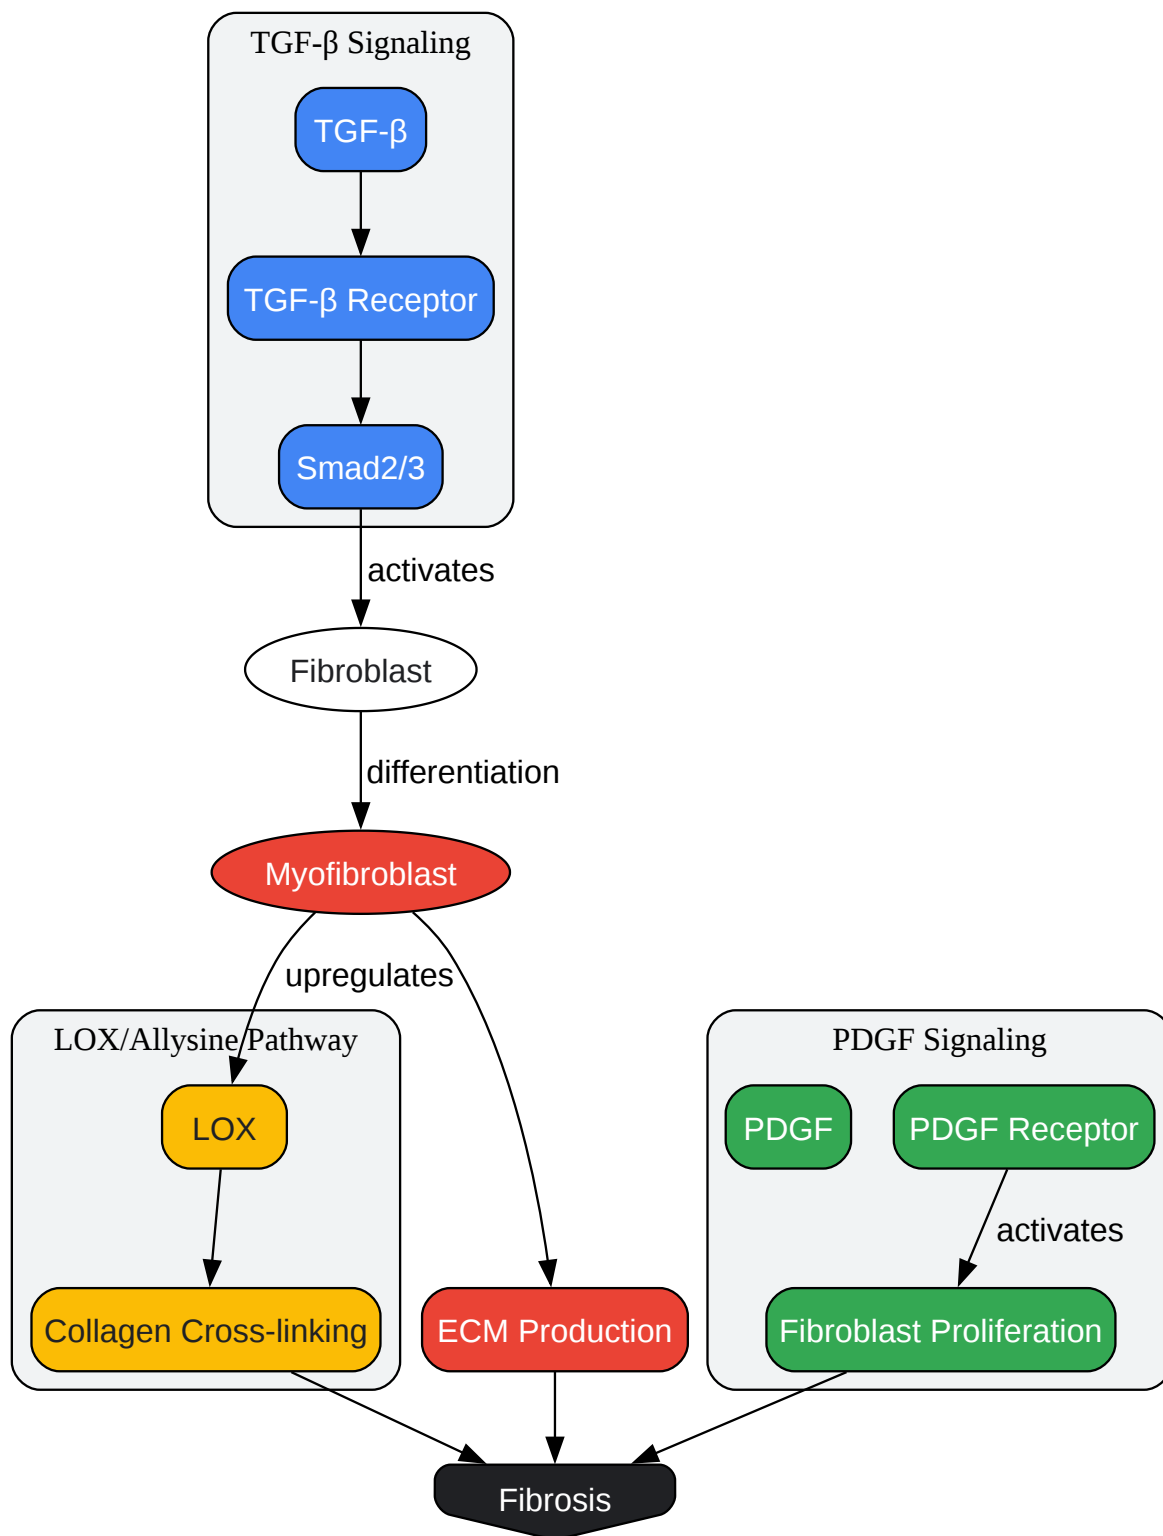 TGF-β Signaling
TGF-β
TGF-β Receptor
Smad2/3
activates
Fibroblast
differentiation
Myofibroblast
upregulates
LOX/Allysine Pathway
PDGF Signaling
LOX
PDGF
PDGF Receptor
activates
Collagen Cross-linking
ECM Production
Fibroblast Proliferation
Fibrosis